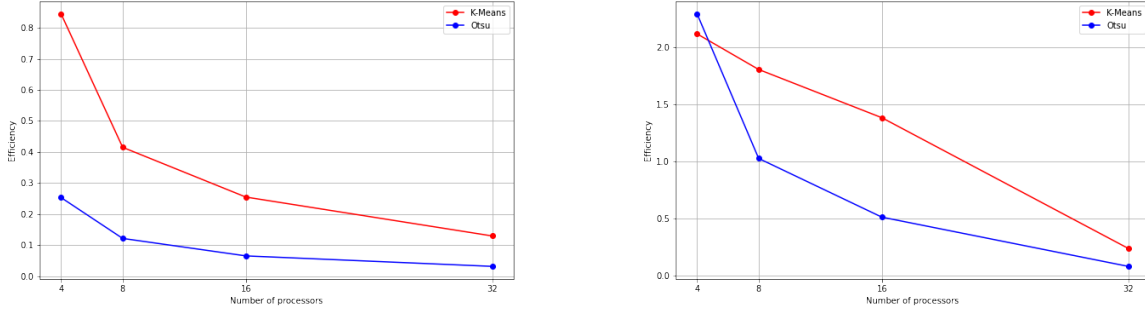 K-Means
Otsu
0.8
0.7
0.6
0.5
0.4
0.3
0.2
0.1
0.0
Efficiency
4
8
16
32
Number of processors
K-Means
Otsu
2.0
1.5
1.0
0.5
0.0
Efficiency
4
8
16
32
Number of processors